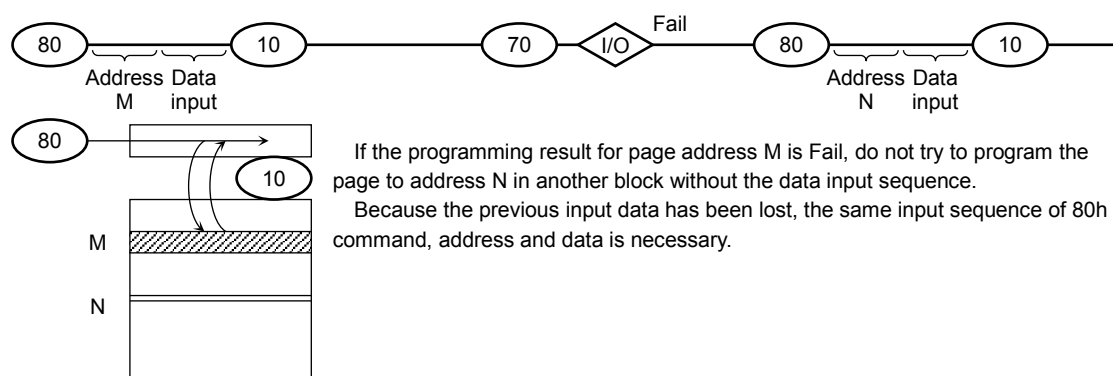 Fail
80 10 70 I/O 80 10
Address Data Address Data
M input N input
80
If the programming result for page address M is Fail, do not try to program the
10
page to address N in another block without the data input sequence.
Because the previous input data has been lost, the same input sequence of 80h
M
command, address and data is necessary.
N